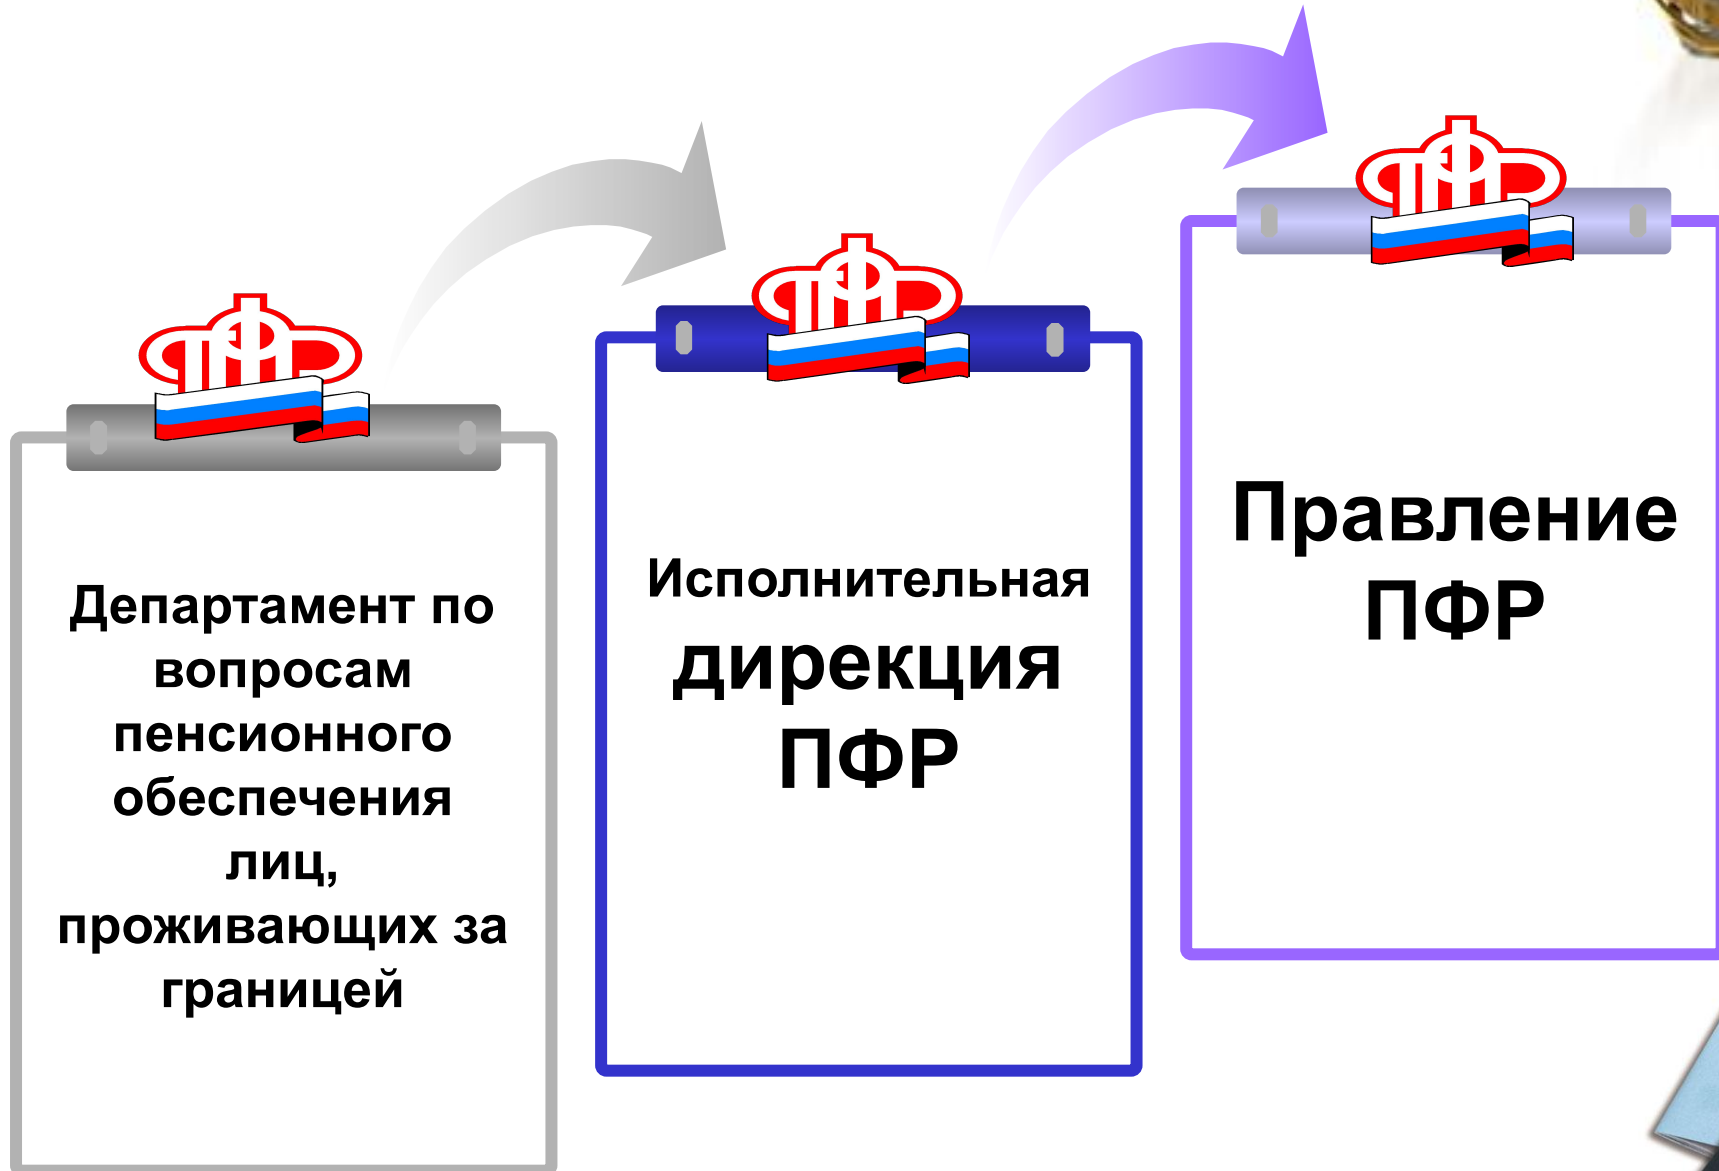 Департамент по
вопросам
пенсионного
обеспечения
лиц,
проживающих за
границей
Исполнительная
дирекция
ПФР
Правление
ПФР